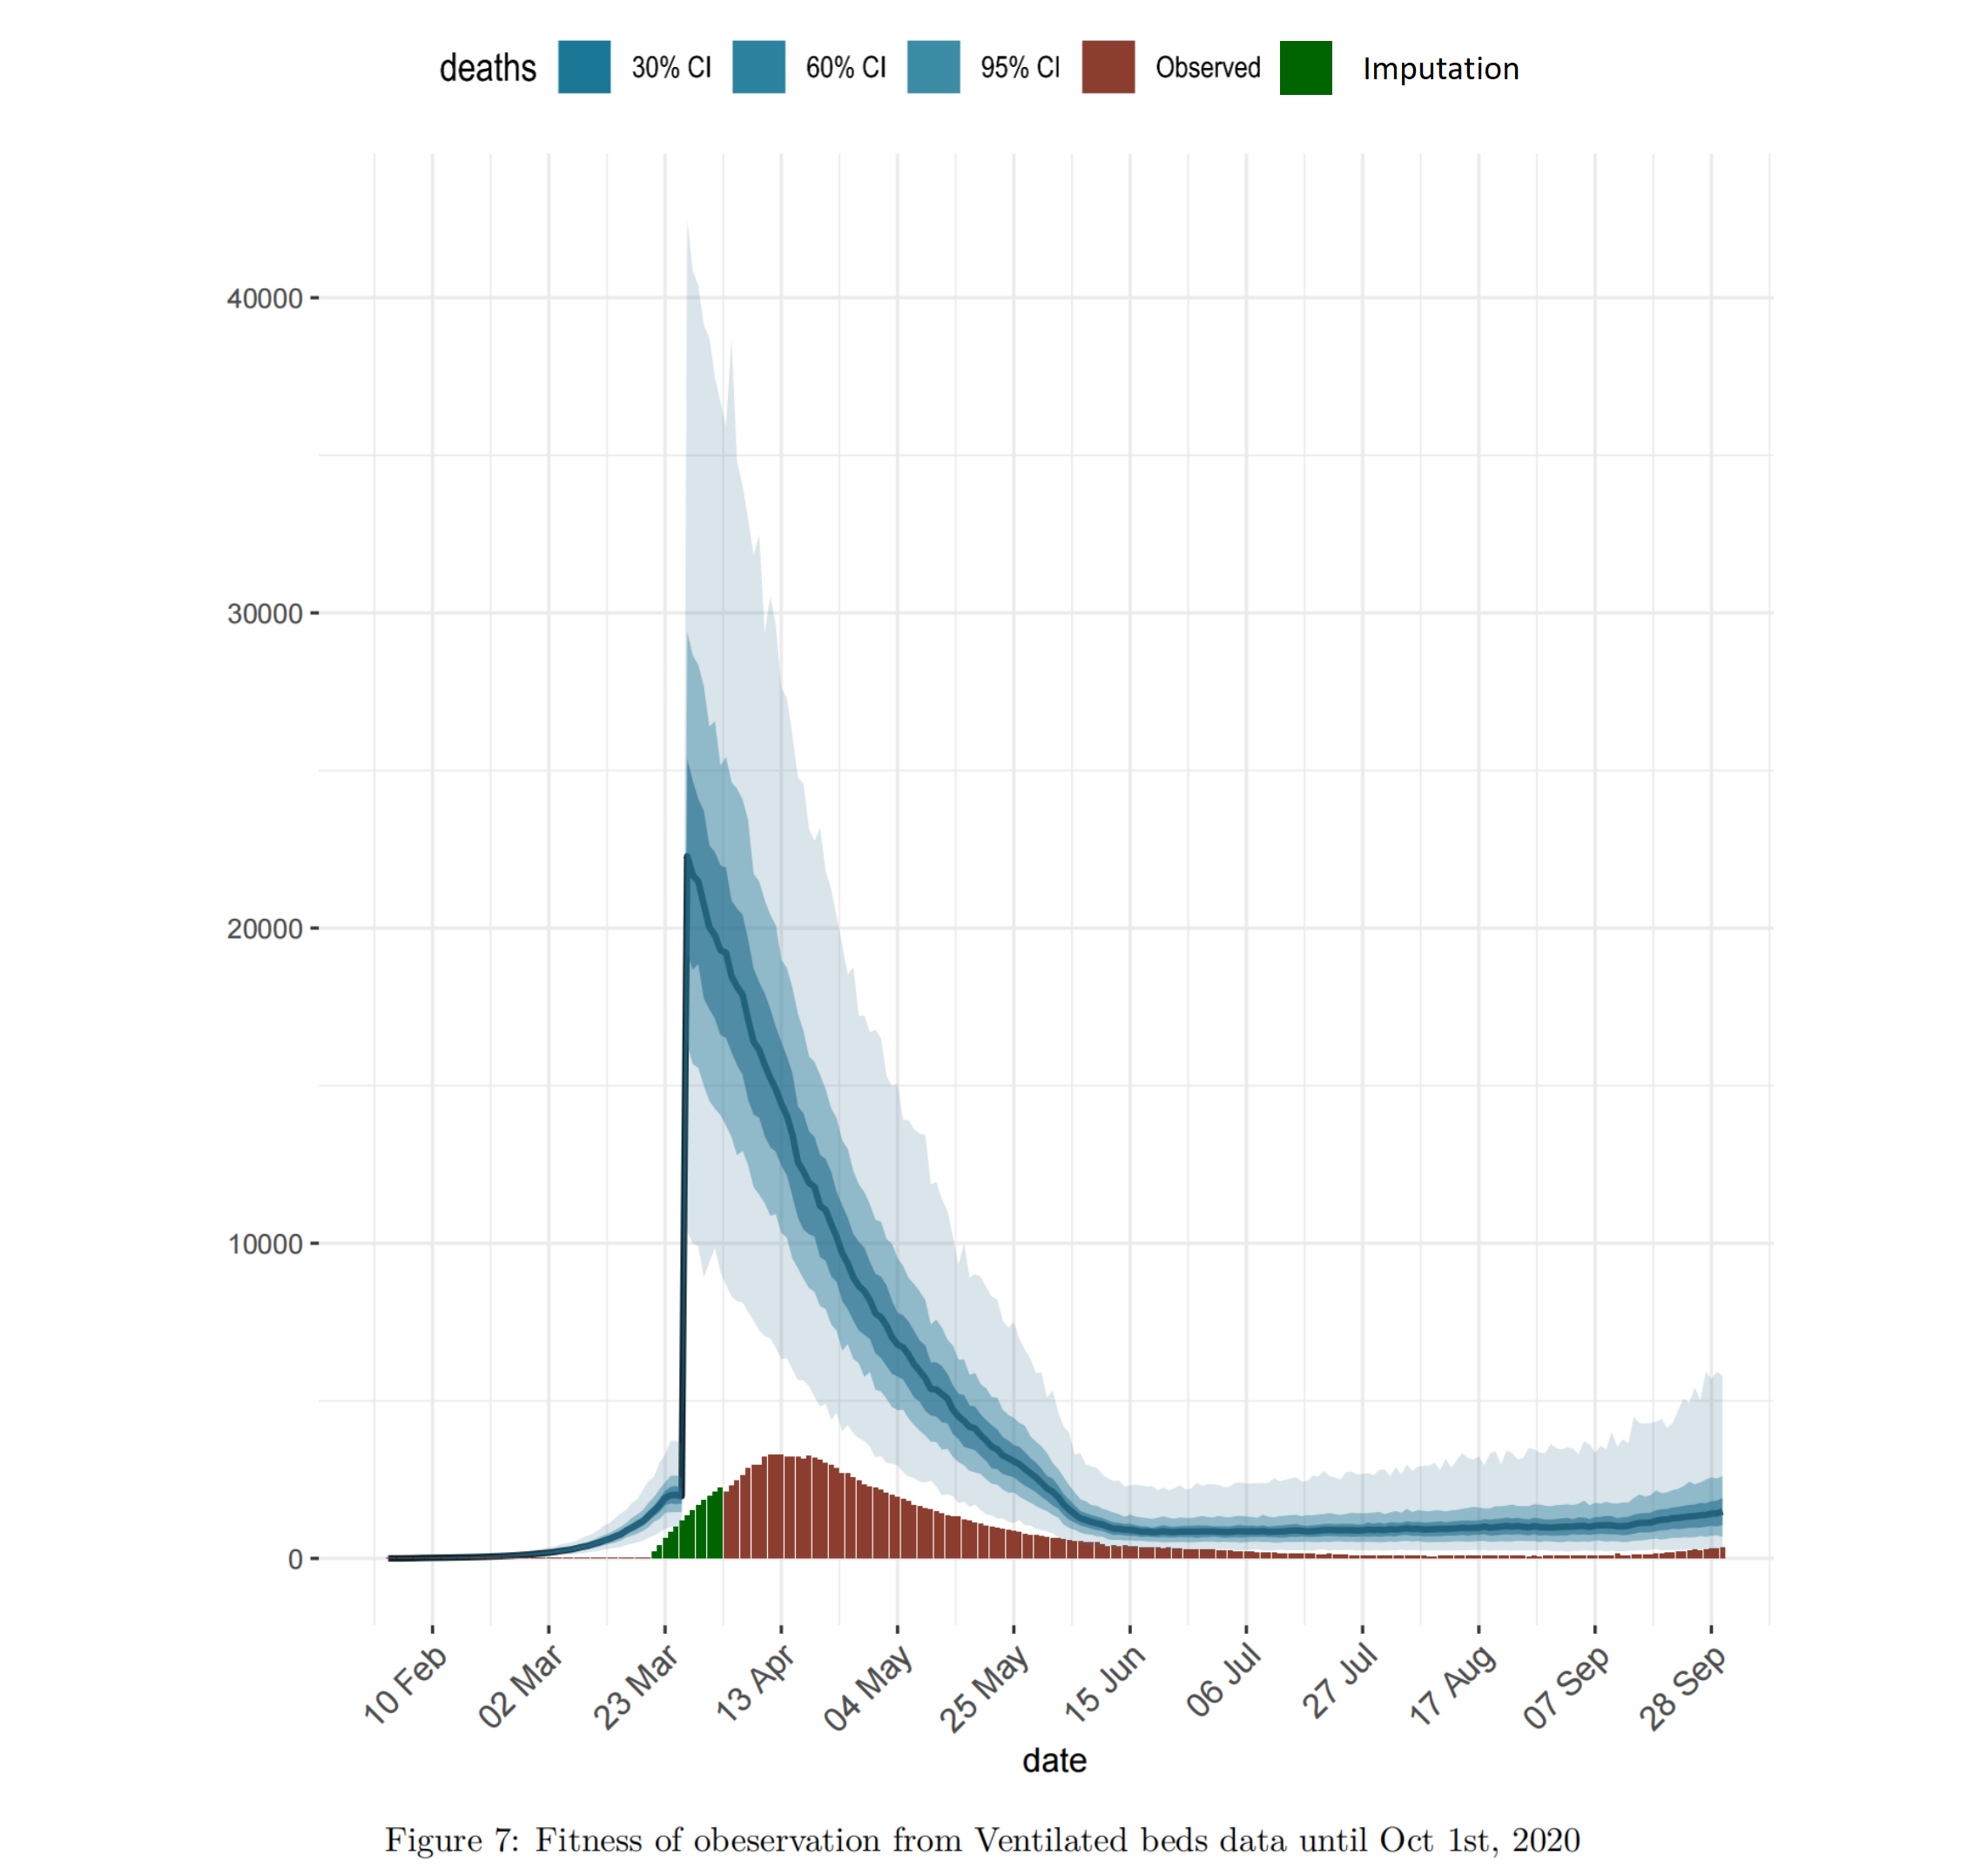 deaths 30% CI 60% CI 95% CI Observed Imputation
40000
30000
20000
10000
0
10 Feb 02 Mar 23 Mar 13 Apr 04 May 25 May 15 Jun 06 Jul 27 Jul 17 Aug 07 Sep 28 Sep
date
Figure 7: Fitness of obeservation from Ventilated beds data until Oct 1st, 2020